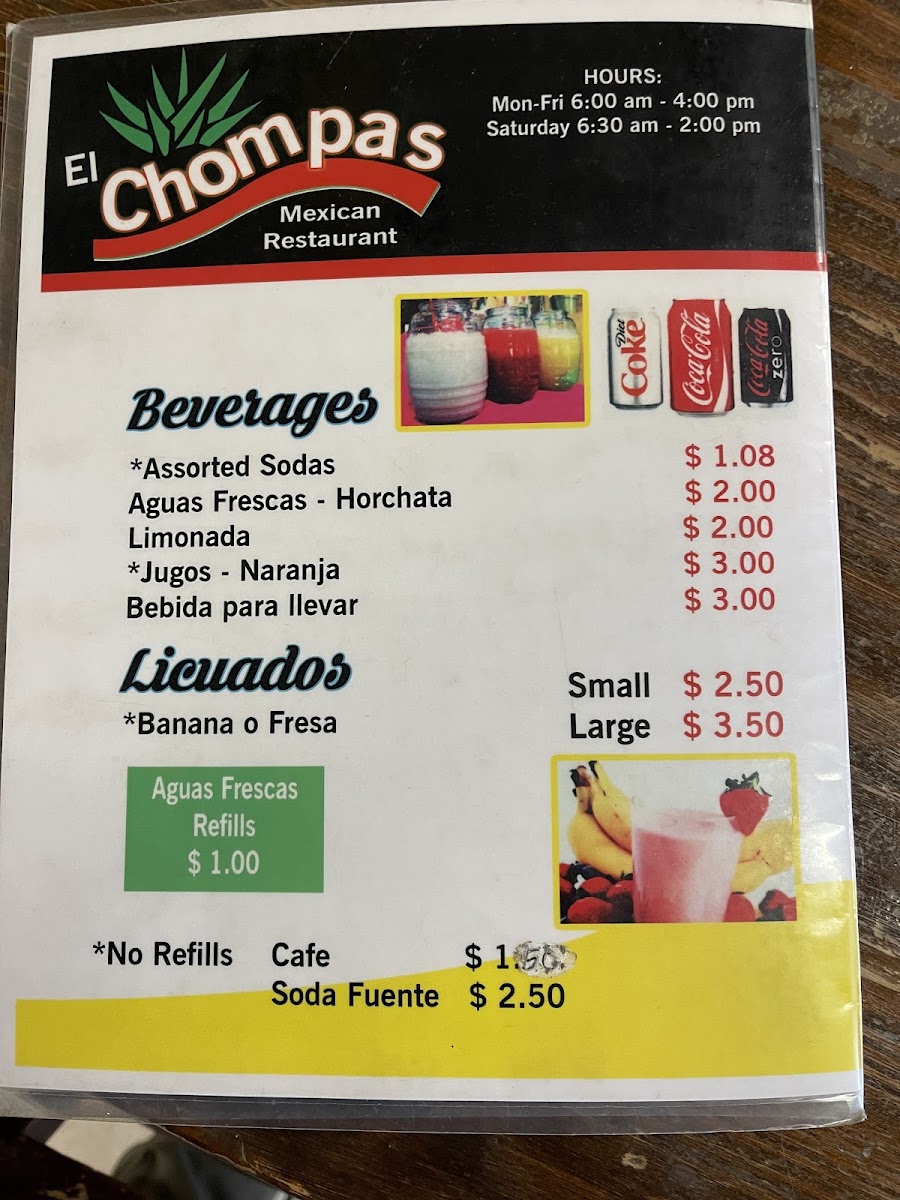 El Chompas
Mexican
Restaurant
HOURS:
Mon-Fri 6:00 am - 4:00 pm
Saturday 6:30 am - 2:00 pm
Diet Coke
Coca-Cola
Coca-Cola zero
Beverages
*Assorted Sodas $ 1.08
Aguas Frescas - Horchata $ 2.00
Limonada $ 2.00
*Jugos - Naranja $ 3.00
Bebida para llevar $ 3.00
Licuados
*Banana o Fresa
Small $ 2.50
Large $ 3.50
Aguas Frescas
Refills
$ 1.00
*No Refills Cafe $ 1.50
Soda Fuente $ 2.50